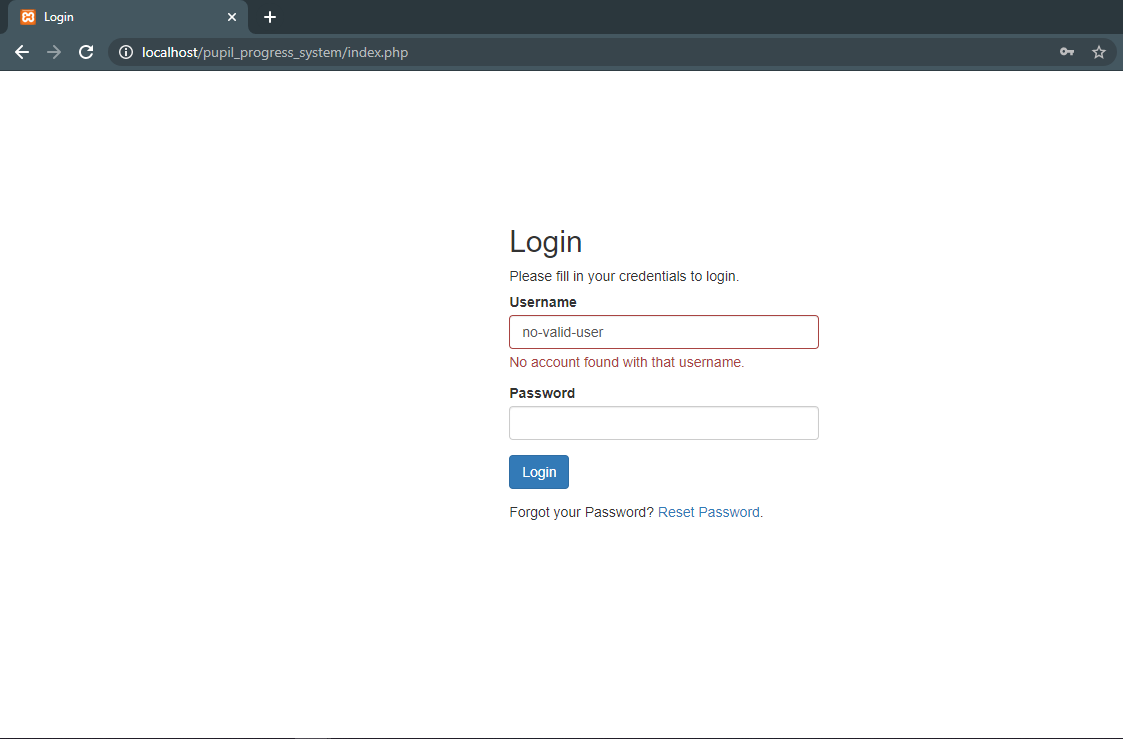 Login
localhost/pupil_progress_system/index.php
Login
Please fill in your credentials to login.
Username
no-valid-user
No account found with that username.
Password
Login
Forgot your Password? Reset Password.